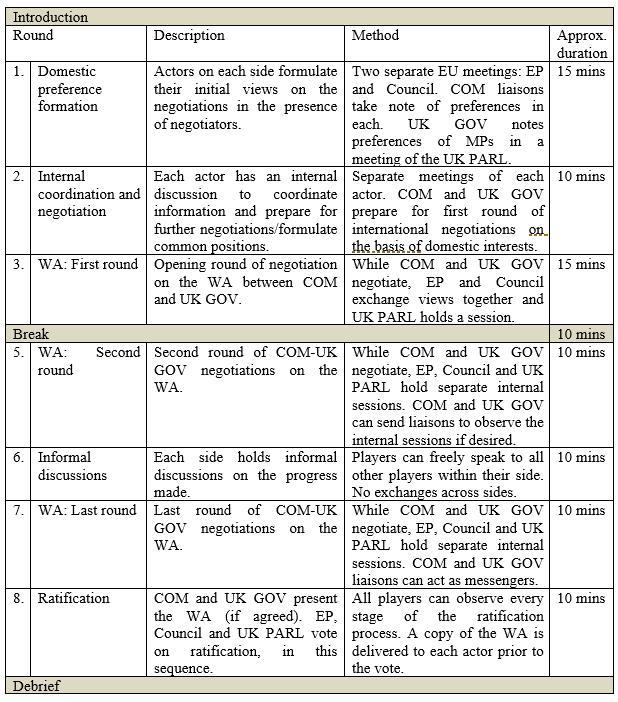 Introduction
Round Description Method Approx.
duration
1. Domestic
preference
formation
Actors on each side formulate
their initial views on the
negotiations in the presence
of negotiators.
Two separate EU meetings: EP
and Council. COM liaisons
take note of preferences in
each. UK GOV notes
preferences of MPs in a
meeting of the UK PARL.
15 mins
2. Internal
coordination and
negotiation
Each actor has an internal
discussion to coordinate
information and prepare for
further negotiations/formulate
common positions.
Separate meetings of each
actor. COM and UK GOV
prepare for first round of
international negotiations on
the basis of domestic interests.
10 mins
3. WA: First round
Opening round of negotiation
on the WA between COM
and UK GOV.
While COM and UK GOV
negotiate, EP and Council
exchange views together and
UK PARL holds a session.
15 mins
Break 10 mins
5. WA: Second
round
Second round of COM-UK
GOV negotiations on the
WA.
While COM and UK GOV
negotiate, EP, Council and UK
PARL hold separate internal
sessions. COM and UK GOV
can send liaisons to observe the
internal sessions if desired.
10 mins
6. Informal
discussions
Each side holds informal
discussions on the progress
made.
Players can freely speak to all
other players within their side.
No exchanges across sides.
10 mins
7. WA: Last round
Last round of COM-UK
GOV negotiations on the
WA.
While COM and UK GOV
negotiate, EP, Council and UK
PARL hold separate internal
sessions. COM and UK GOV
liaisons can act as messengers.
10 mins
8. Ratification
COM and UK GOV present
the WA (if agreed). EP,
Council and UK PARL vote
on ratification, in this
sequence.
All players can observe every
stage of the ratification
process. A copy of the WA is
delivered to each actor prior to
the vote.
10 mins
Debrief